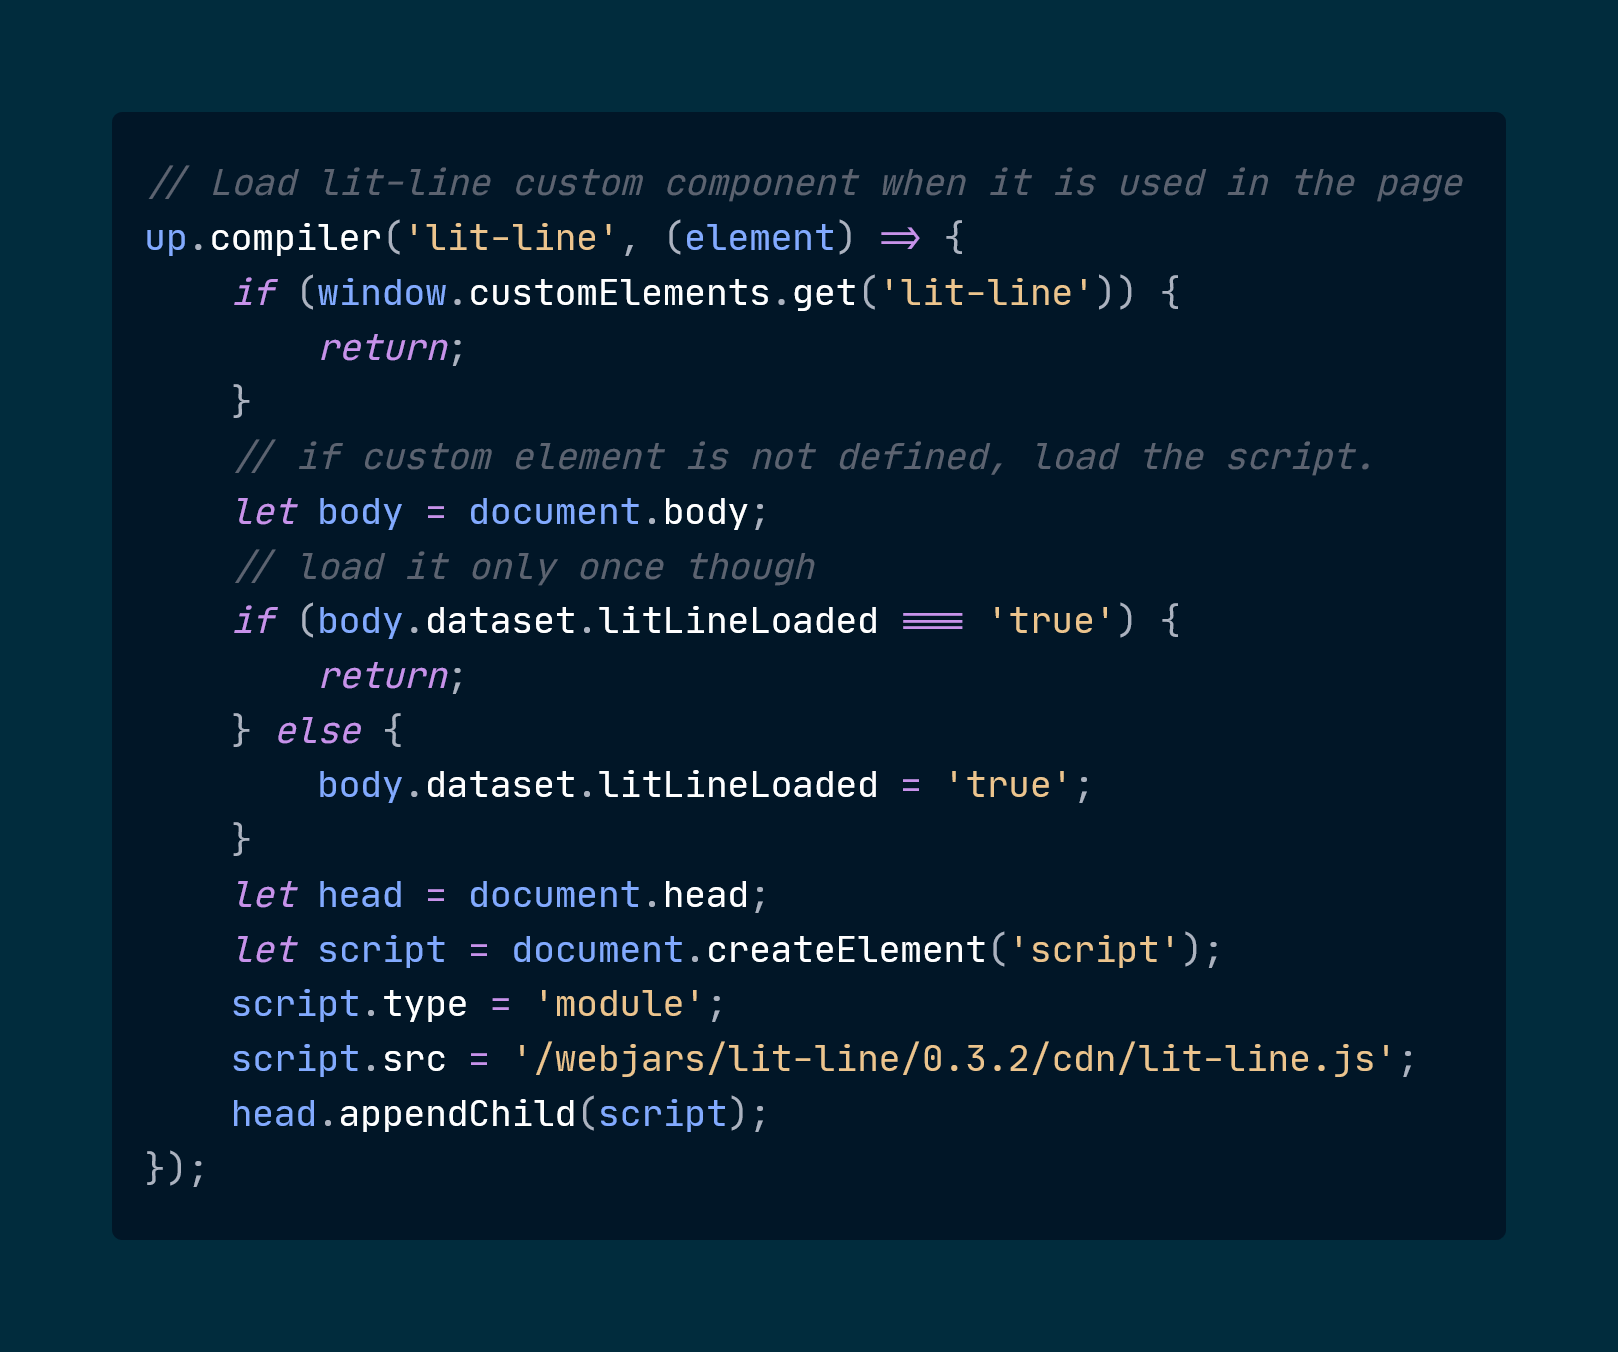 // Load lit-line custom component when it is used in the page
up.compiler('lit-line', (element) => {
    if (window.customElements.get('lit-line')) {
        return;
    }
    // if custom element is not defined, load the script.
    let body = document.body;
    // load it only once though
    if (body.dataset.litLineLoaded === 'true') {
        return;
    } else {
        body.dataset.litLineLoaded = 'true';
    }
    let head = document.head;
    let script = document.createElement('script');
    script.type = 'module';
    script.src = '/webjars/lit-line/0.3.2/cdn/lit-line.js';
    head.appendChild(script);
});